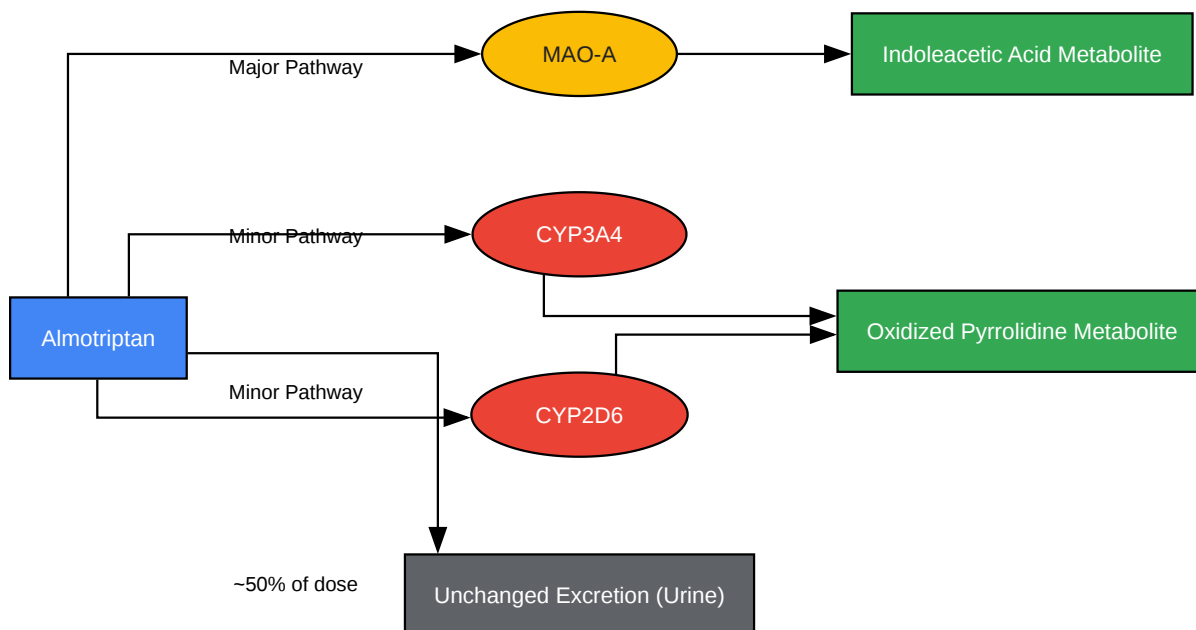 MAO-A
Indoleacetic Acid Metabolite
Major Pathway
CYP3A4
Minor Pathway
Almotriptan
Oxidized Pyrrolidine Metabolite
Minor Pathway
CYP2D6
~50% of dose
Unchanged Excretion (Urine)